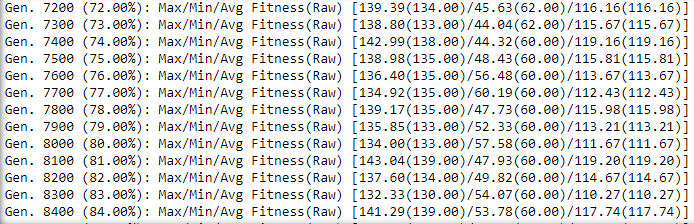 Gen. 7200 (72.00%): Max/Min/Avg Fitness(Raw) [139.39(134.00)/45.63(62.00)/116.16(116.16)]
Gen. 7300 (73.00%): Max/Min/Avg Fitness(Raw) [138.80(133.00)/44.04(62.00)/115.67(115.67)]
Gen. 7400 (74.00%): Max/Min/Avg Fitness(Raw) [142.99(138.00)/44.32(60.00)/119.16(119.16)]
Gen. 7500 (75.00%): Max/Min/Avg Fitness(Raw) [138.98(135.00)/48.43(60.00)/115.81(115.81)]
Gen. 7600 (76.00%): Max/Min/Avg Fitness(Raw) [136.40(135.00)/56.48(60.00)/113.67(113.67)]
Gen. 7700 (77.00%): Max/Min/Avg Fitness(Raw) [134.92(135.00)/60.19(60.00)/112.43(112.43)]
Gen. 7800 (78.00%): Max/Min/Avg Fitness(Raw) [139.17(135.00)/47.73(60.00)/115.98(115.98)]
Gen. 7900 (79.00%): Max/Min/Avg Fitness(Raw) [135.85(133.00)/52.33(60.00)/113.21(113.21)]
Gen. 8000 (80.00%): Max/Min/Avg Fitness(Raw) [134.00(133.00)/57.58(60.00)/111.67(111.67)]
Gen. 8100 (81.00%): Max/Min/Avg Fitness(Raw) [143.04(139.00)/47.93(60.00)/119.20(119.20)]
Gen. 8200 (82.00%): Max/Min/Avg Fitness(Raw) [137.60(134.00)/49.82(60.00)/114.67(114.67)]
Gen. 8300 (83.00%): Max/Min/Avg Fitness(Raw) [132.33(130.00)/54.07(60.00)/110.27(110.27)]
Gen. 8400 (84.00%): Max/Min/Avg Fitness(Raw) [141.29(139.00)/53.78(60.00)/117.74(117.74)]